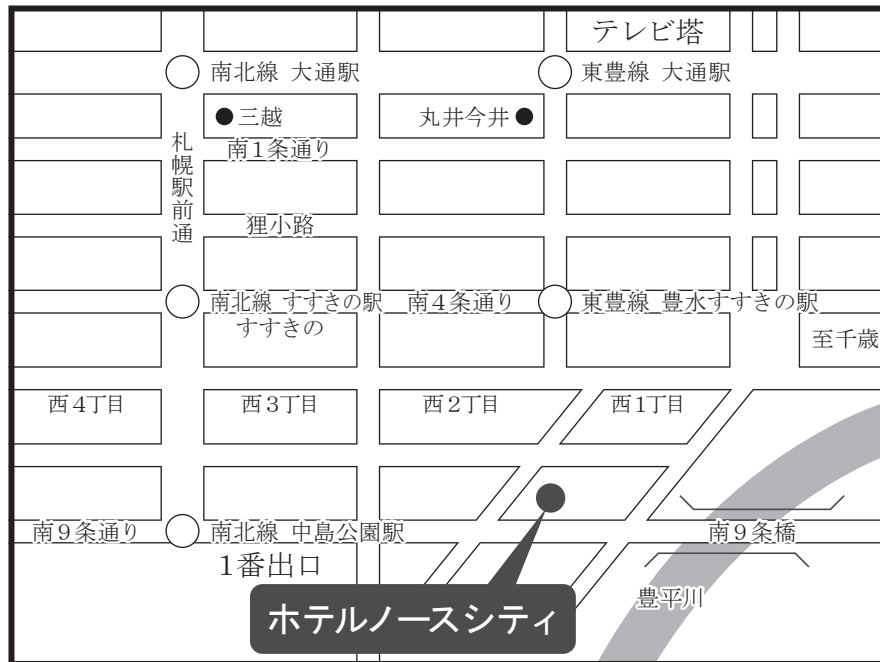 テレビ塔
南北線 大通駅
東豊線 大通駅
三越
丸井今井
南1条通り
札幌駅前通
狸小路
南北線 すすきの駅
南4条通り
東豊線 豊水すすきの駅
すすきの
至千歳
西4丁目
西3丁目
西2丁目
西1丁目
南9条通り
南北線 中島公園駅
南9条橋
1番出口
豊平川
ホテルノースシティ